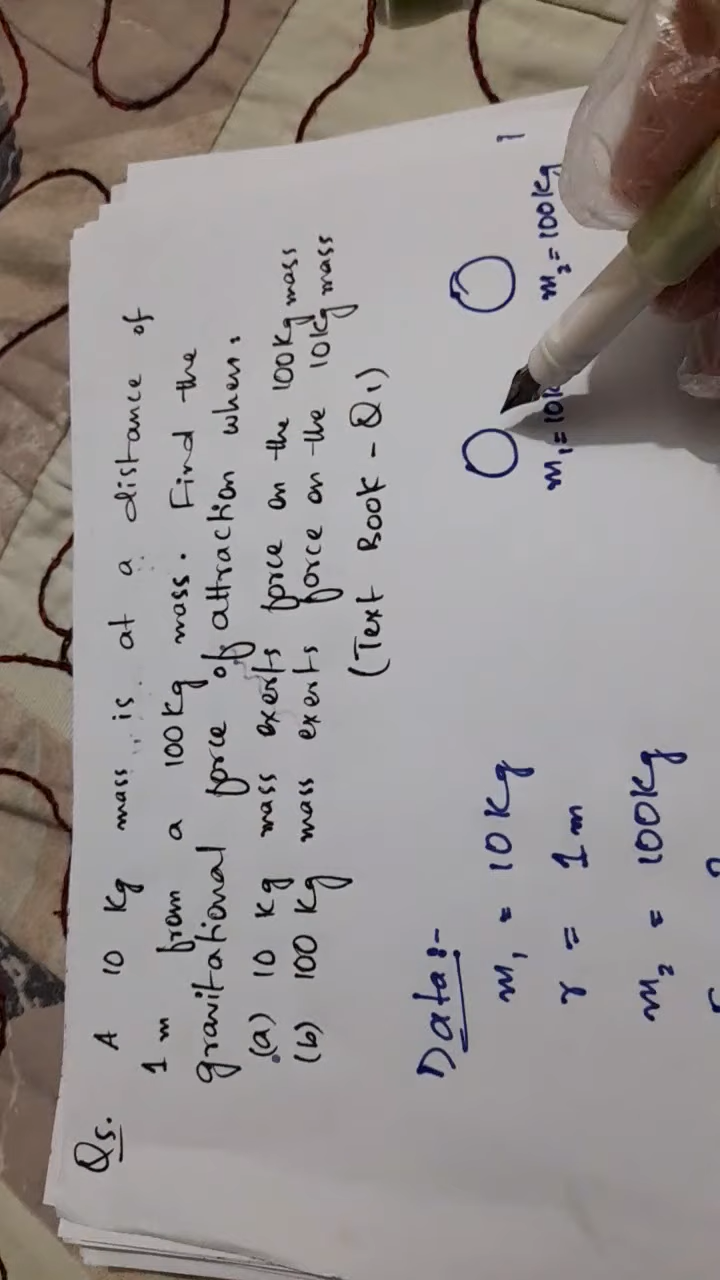 Qs. A 10 Kg mass is at a distance of
1 m from a 100 Kg mass. Find the
gravitational force of attraction when:
(a) 10 Kg mass exerts force on the 100 Kg mass
(b) 100 Kg mass exerts force on the 10 Kg mass
(Text Book - Q1)
Data:-
m1 = 10 Kg
r = 1 m
m2 = 100 Kg
m1 = 10 m2 = 100 Kg